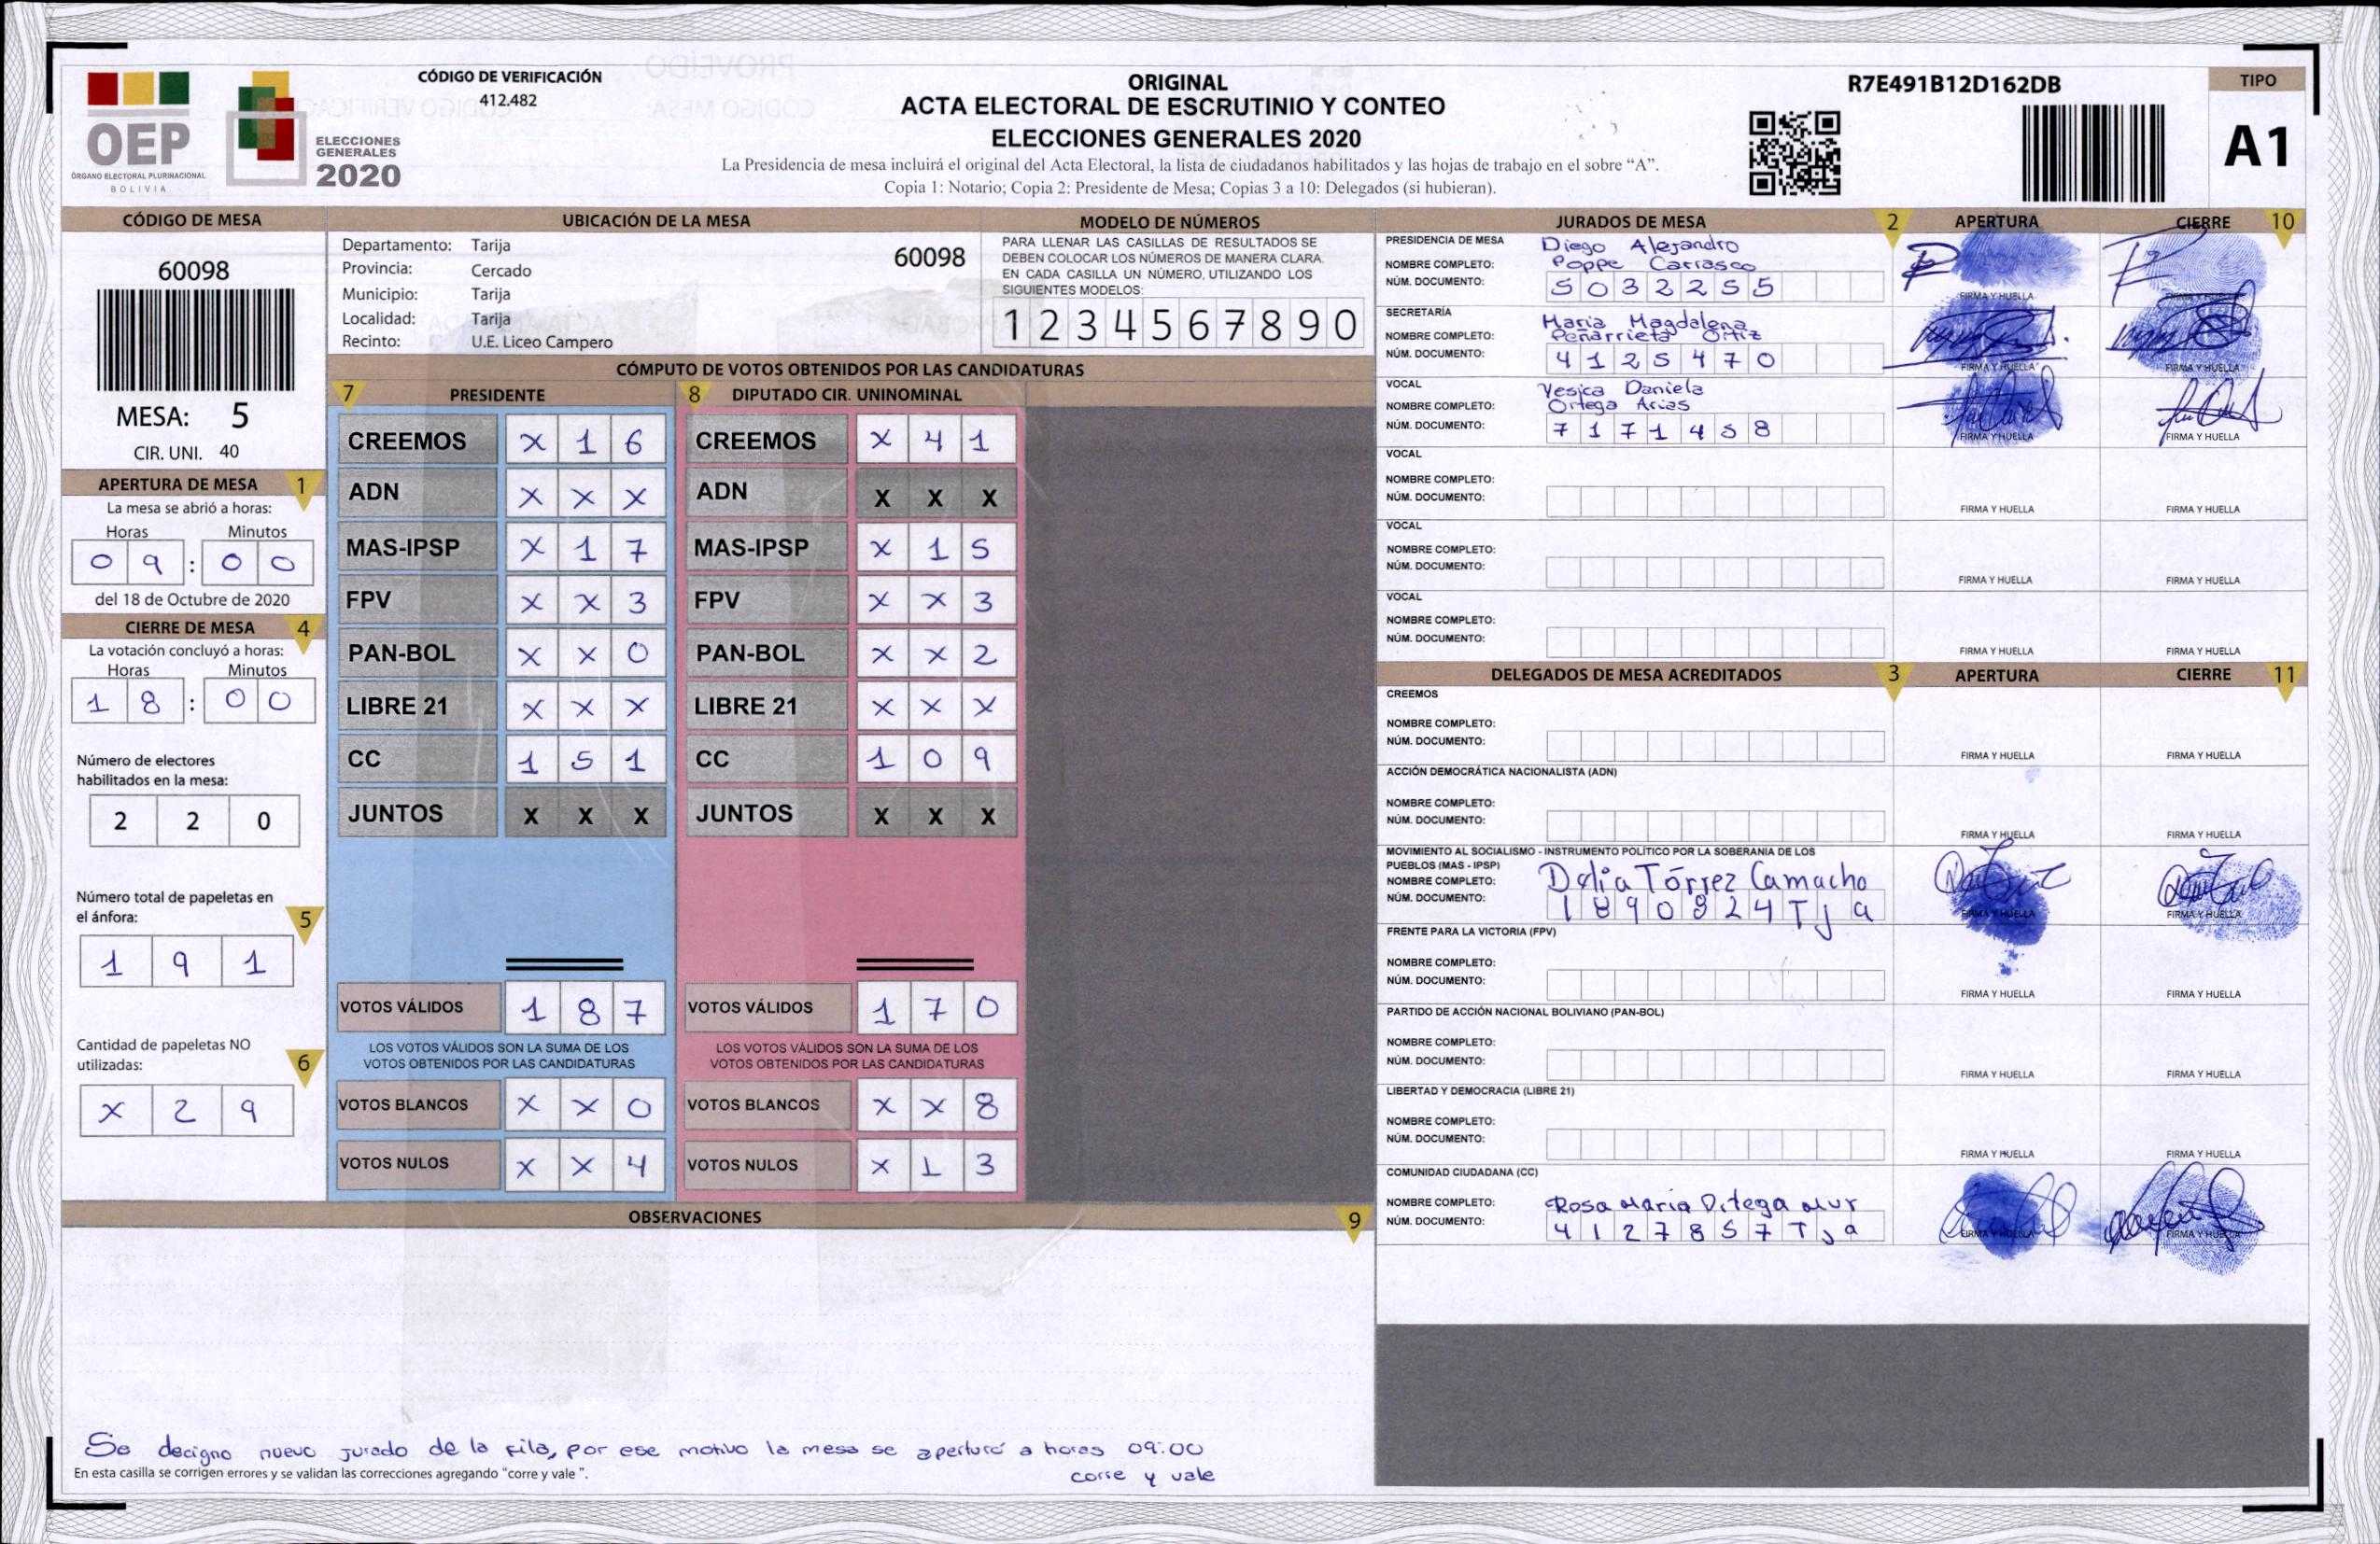 CÓDIGO DE VERIFICACIÓN
412.482
OEP
ÓRGANO ELECTORAL PLURINACIONAL
BOLIVIA
ELECCIONES
GENERALES
2020
ORIGINAL
ACTA ELECTORAL DE ESCRUTINIO Y CONTEO
ELECCIONES GENERALES 2020
La Presidencia de mesa incluirá el original del Acta Electoral, la lista de ciudadanos habilitados y las hojas de trabajo en el sobre “A”.
Copia 1: Notario; Copia 2: Presidente de Mesa; Copias 3 a 10: Delegados (si hubieran).
R7E491B12D162DB
TIPO
A1
CÓDIGO DE MESA
60098
MESA: 5
CIR. UNI. 40
APERTURA DE MESA 1
La mesa se abrió a horas:
Horas Minutos
0 9 : 0 0
del 18 de Octubre de 2020
CIERRE DE MESA 4
La votación concluyó a horas:
Horas Minutos
1 8 : 0 0
Número de electores
habilitados en la mesa:
2 2 0
Número total de papeletas en
el ánfora: 5
1 9 1
Cantidad de papeletas NO
utilizadas: 6
X 2 9
UBICACIÓN DE LA MESA
Departamento: Tarija
Provincia: Cercado
Municipio: Tarija
Localidad: Tarija
Recinto: U.E. Liceo Campero
60098
MODELO DE NÚMEROS
PARA LLENAR LAS CASILLAS DE RESULTADOS SE
DEBEN COLOCAR LOS NÚMEROS DE MANERA CLARA.
EN CADA CASILLA UN NÚMERO, UTILIZANDO LOS
SIGUIENTES MODELOS:
1 2 3 4 5 6 7 8 9 0
CÓMPUTO DE VOTOS OBTENIDOS POR LAS CANDIDATURAS
7 PRESIDENTE
CREEMOS X 1 6
ADN X X X
MAS-IPSP X 1 7
FPV X X 3
PAN-BOL X X 0
LIBRE 21 X X X
CC 1 5 1
JUNTOS X X X
VOTOS VÁLIDOS 1 8 7
LOS VOTOS VÁLIDOS SON LA SUMA DE LOS
VOTOS OBTENIDOS POR LAS CANDIDATURAS
VOTOS BLANCOS X X 0
VOTOS NULOS X X 4
8 DIPUTADO CIR. UNINOMINAL
CREEMOS X 4 1
ADN X X X
MAS-IPSP X 1 5
FPV X X 3
PAN-BOL X X 2
LIBRE 21 X X X
CC 1 0 9
JUNTOS X X X
VOTOS VÁLIDOS 1 7 0
LOS VOTOS VÁLIDOS SON LA SUMA DE LOS
VOTOS OBTENIDOS POR LAS CANDIDATURAS
VOTOS BLANCOS X X 8
VOTOS NULOS X 1 3
OBSERVACIONES 9
Se decigno nuevo jurado de la fila, por ese motivo la mesa se aperturo a horas 09:00
corre y vale
En esta casilla se corrigen errores y se validan las correcciones agregando “corre y vale ”.
JURADOS DE MESA 2 APERTURA CIERRE 10
PRESIDENCIA DE MESA Diego Alejandro
NOMBRE COMPLETO: Poppe Carrasco
NÚM. DOCUMENTO: 5 0 3 2 2 5 5
FIRMA Y HUELLA FIRMA Y HUELLA
SECRETARÍA Maria Magdalena
NOMBRE COMPLETO: Peñarrieta Ortiz
NÚM. DOCUMENTO: 4 1 2 5 4 7 0
FIRMA Y HUELLA FIRMA Y HUELLA
VOCAL Yesica Daniela
NOMBRE COMPLETO: Ortega Arias
NÚM. DOCUMENTO: 7 1 7 1 4 5 8
FIRMA Y HUELLA FIRMA Y HUELLA
VOCAL
NOMBRE COMPLETO:
NÚM. DOCUMENTO:
FIRMA Y HUELLA FIRMA Y HUELLA
VOCAL
NOMBRE COMPLETO:
NÚM. DOCUMENTO:
FIRMA Y HUELLA FIRMA Y HUELLA
VOCAL
NOMBRE COMPLETO:
NÚM. DOCUMENTO:
FIRMA Y HUELLA FIRMA Y HUELLA
DELEGADOS DE MESA ACREDITADOS 3 APERTURA CIERRE 11
CREEMOS
NOMBRE COMPLETO:
NÚM. DOCUMENTO:
FIRMA Y HUELLA FIRMA Y HUELLA
ACCIÓN DEMOCRÁTICA NACIONALISTA (ADN)
NOMBRE COMPLETO:
NÚM. DOCUMENTO:
FIRMA Y HUELLA FIRMA Y HUELLA
MOVIMIENTO AL SOCIALISMO - INSTRUMENTO POLÍTICO POR LA SOBERANIA DE LOS
PUEBLOS (MAS - IPSP)
NOMBRE COMPLETO: Delia Tórrez Camacho
NÚM. DOCUMENTO: 1 8 9 0 8 2 4 T j a
FIRMA Y HUELLA FIRMA Y HUELLA
FRENTE PARA LA VICTORIA (FPV)
NOMBRE COMPLETO:
NÚM. DOCUMENTO:
FIRMA Y HUELLA FIRMA Y HUELLA
PARTIDO DE ACCIÓN NACIONAL BOLIVIANO (PAN-BOL)
NOMBRE COMPLETO:
NÚM. DOCUMENTO:
FIRMA Y HUELLA FIRMA Y HUELLA
LIBERTAD Y DEMOCRACIA (LIBRE 21)
NOMBRE COMPLETO:
NÚM. DOCUMENTO:
FIRMA Y HUELLA FIRMA Y HUELLA
COMUNIDAD CIUDADANA (CC)
NOMBRE COMPLETO: Rosa Maria Ortega
NÚM. DOCUMENTO: 4 1 2 7 8 5 7 T j a
FIRMA Y HUELLA FIRMA Y HUELLA